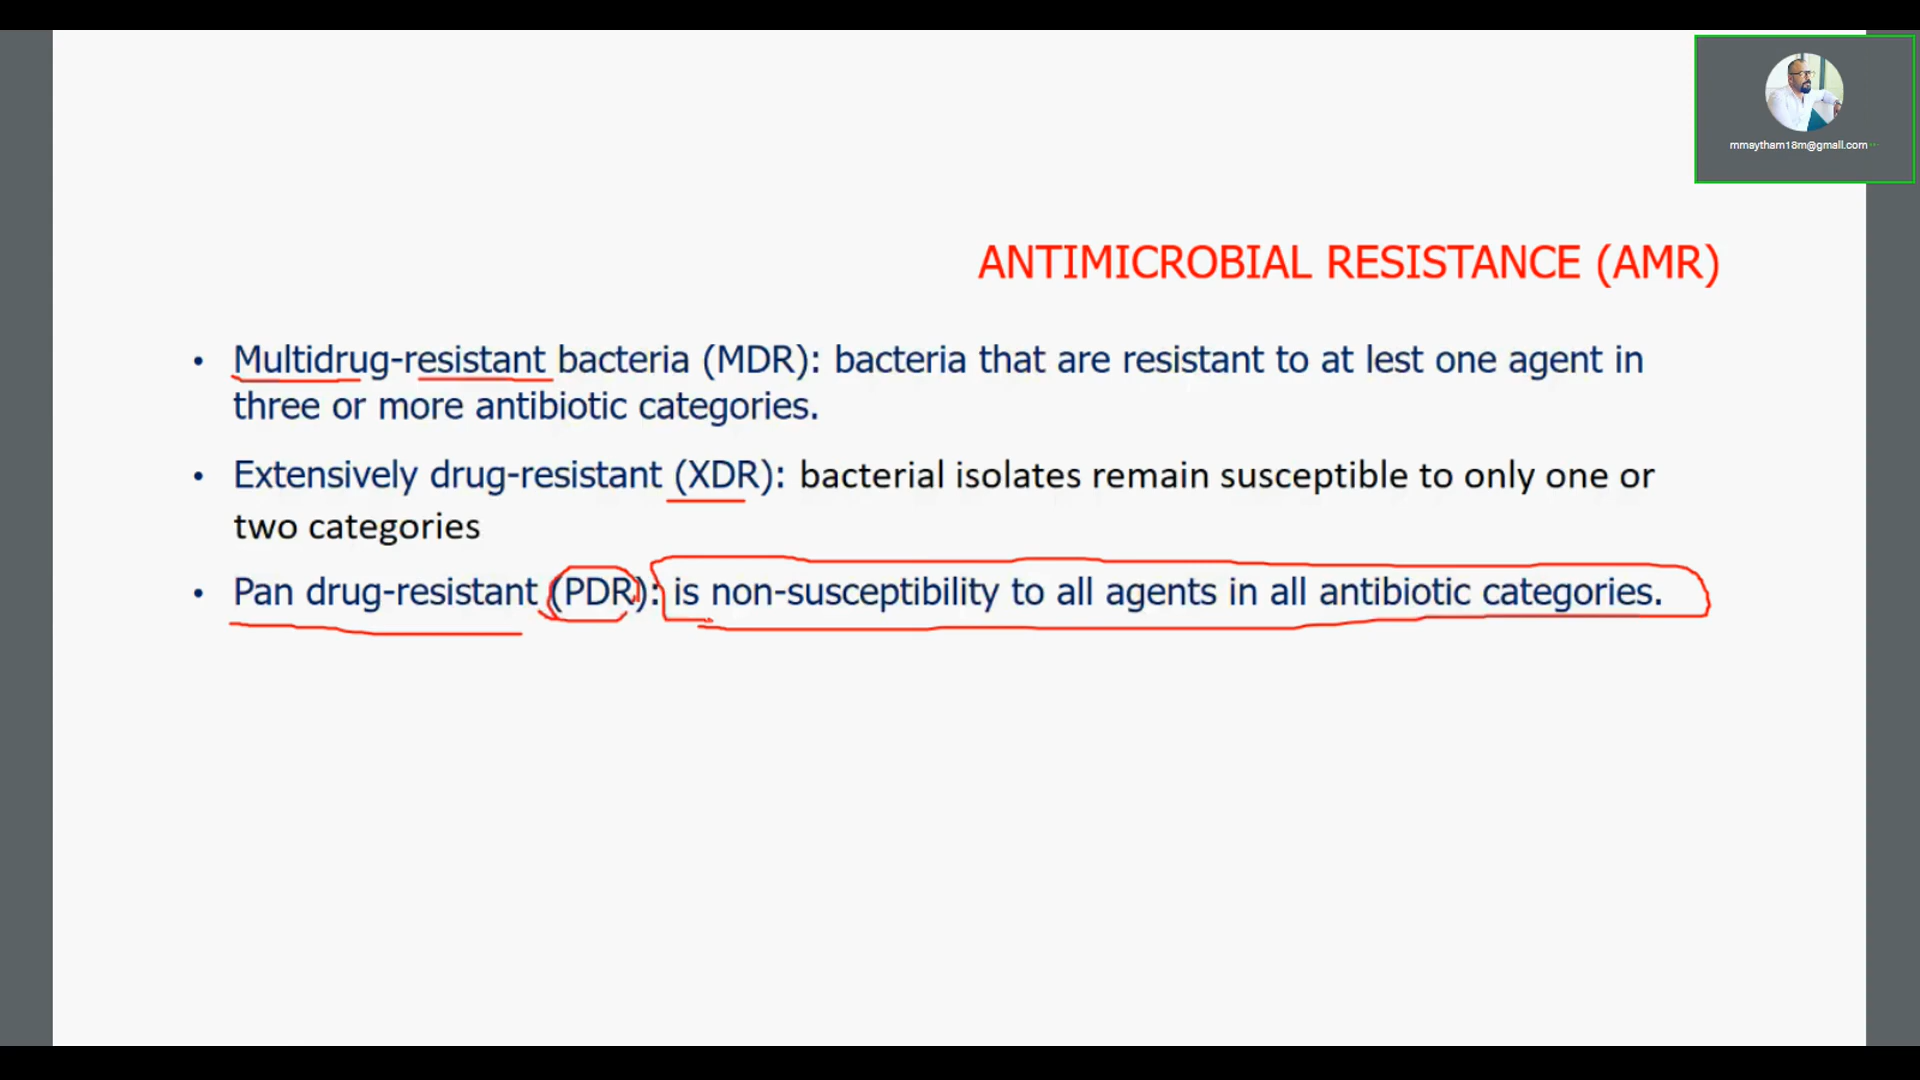 mmaytham18m@gmail.com
ANTIMICROBIAL RESISTANCE (AMR)
• Multidrug-resistant bacteria (MDR): bacteria that are resistant to at lest one agent in
three or more antibiotic categories.
• Extensively drug-resistant (XDR): bacterial isolates remain susceptible to only one or
two categories
• Pan drug-resistant (PDR): is non-susceptibility to all agents in all antibiotic categories.